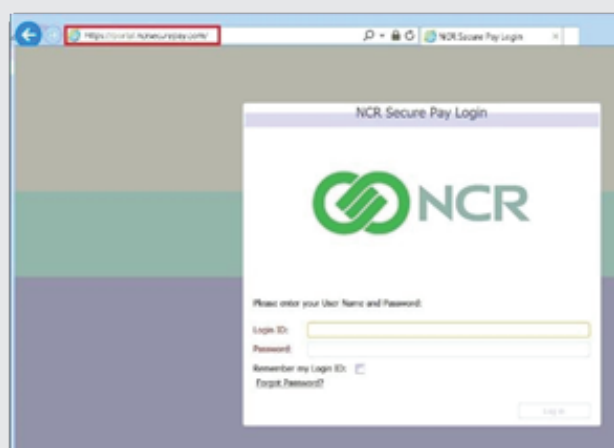 https://portal.ncrsecurepay.com/
NCR Secure Pay Login
NCR Secure Pay Login
NCR
Please enter your User Name and Password:
Login ID:
Password:
Remember my Login ID:
Forgot Password?
Log in